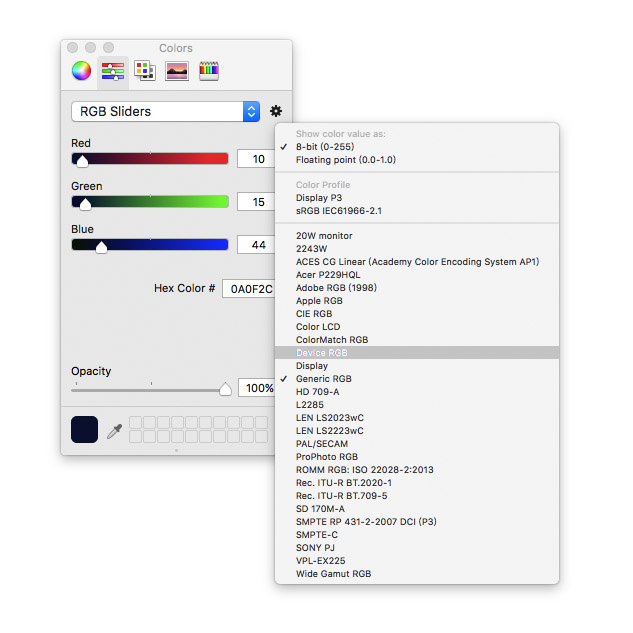 Colors
RGB Sliders
Red
10
Green
15
Blue
44
Hex Color # 0A0F2C
Opacity
100%
Show color value as:
✓ 8-bit (0-255)
Floating point (0.0-1.0)
Color Profile
Display P3
sRGB IEC61966-2.1
20W monitor
2243W
ACES CG Linear (Academy Color Encoding System AP1)
Acer P229HQL
Adobe RGB (1998)
Apple RGB
CIE RGB
Color LCD
ColorMatch RGB
Device RGB
Display
✓ Generic RGB
HD 709-A
L2285
LEN LS2023wC
LEN LS2223wC
PAL/SECAM
ProPhoto RGB
ROMM RGB: ISO 22028-2:2013
Rec. ITU-R BT.2020-1
Rec. ITU-R BT.709-5
SD 170M-A
SMPTE RP 431-2-2007 DCI (P3)
SMPTE-C
SONY PJ
VPL-EX225
Wide Gamut RGB